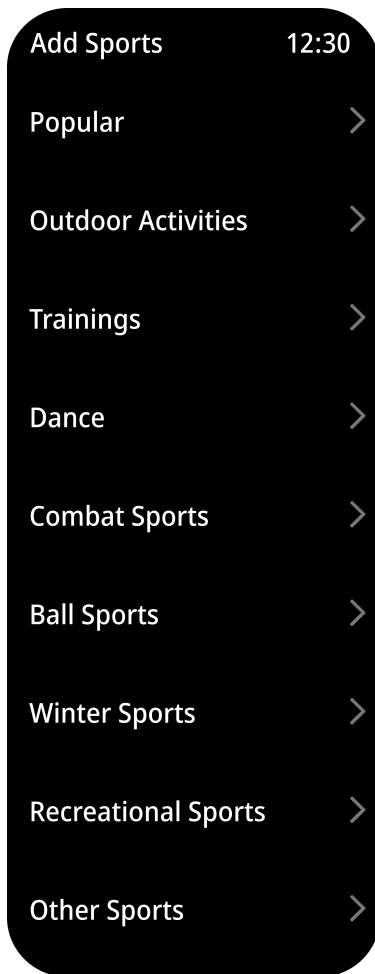 Add Sports 12:30
Popular
Outdoor Activities
Trainings
Dance
Combat Sports
Ball Sports
Winter Sports
Recreational Sports
Other Sports